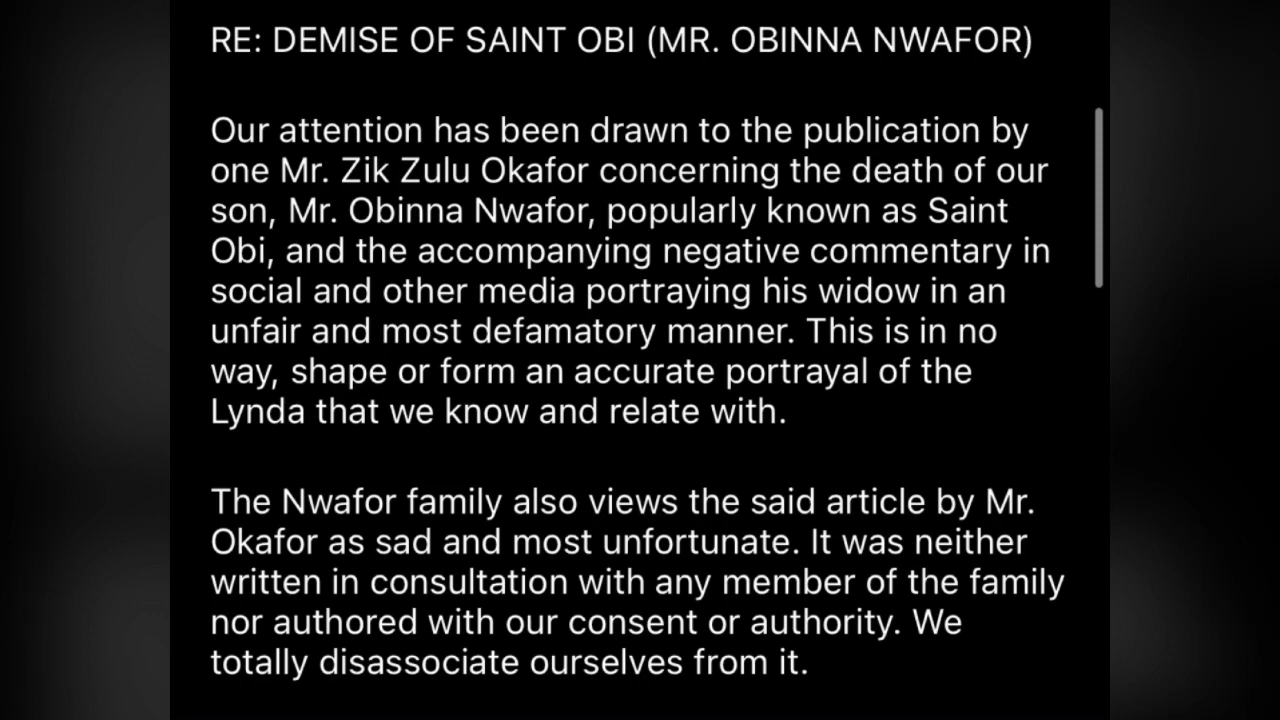 RE: DEMISE OF SAINT OBI (MR. OBINNA NWAFOR)
Our attention has been drawn to the publication by
one Mr. Zik Zulu Okafor concerning the death of our
son, Mr. Obinna Nwafor, popularly known as Saint
Obi, and the accompanying negative commentary in
social and other media portraying his widow in an
unfair and most defamatory manner. This is in no
way, shape or form an accurate portrayal of the
Lynda that we know and relate with.
The Nwafor family also views the said article by Mr.
Okafor as sad and most unfortunate. It was neither
written in consultation with any member of the family
nor authored with our consent or authority. We
totally disassociate ourselves from it.